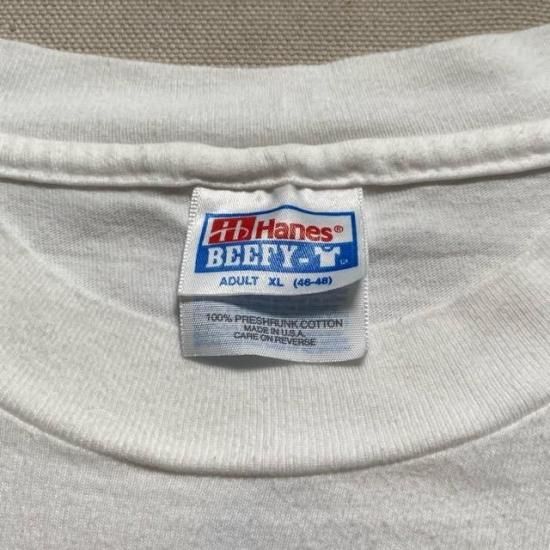 Hanes®
BEEFY-T
ADULT XL (46-48)
100% PRESHRUNK COTTON
MADE IN U.S.A.
CARE ON REVERSE